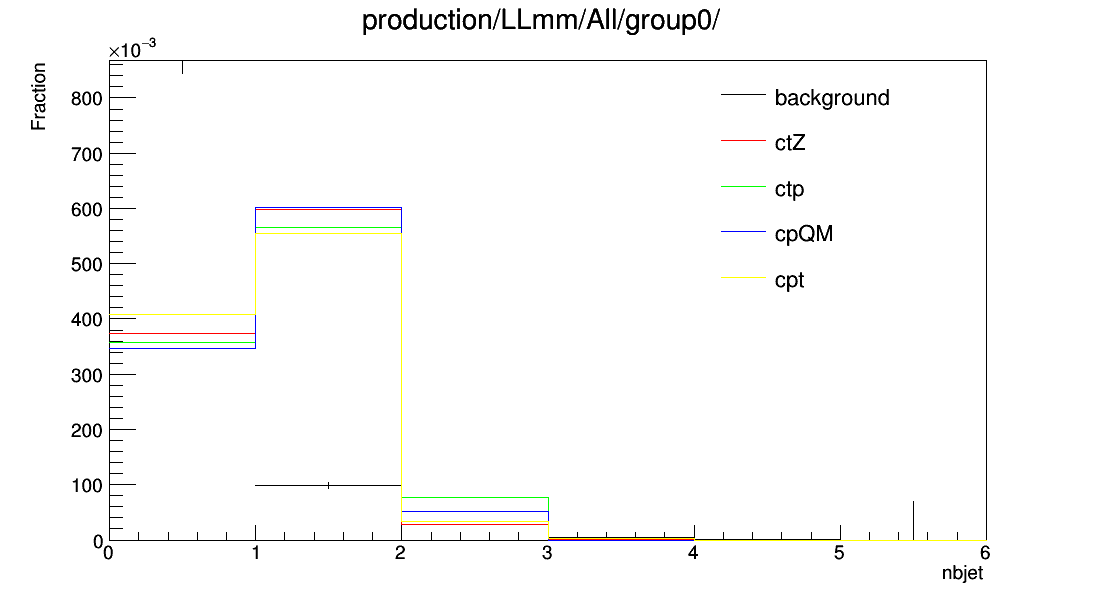 production/LLmm/All/group0/
×10⁻³
Fraction
800
700
600
500
400
300
200
100
0
background
ctZ
ctp
cpQM
cpt
0 1 2 3 4 5 6
nbjet